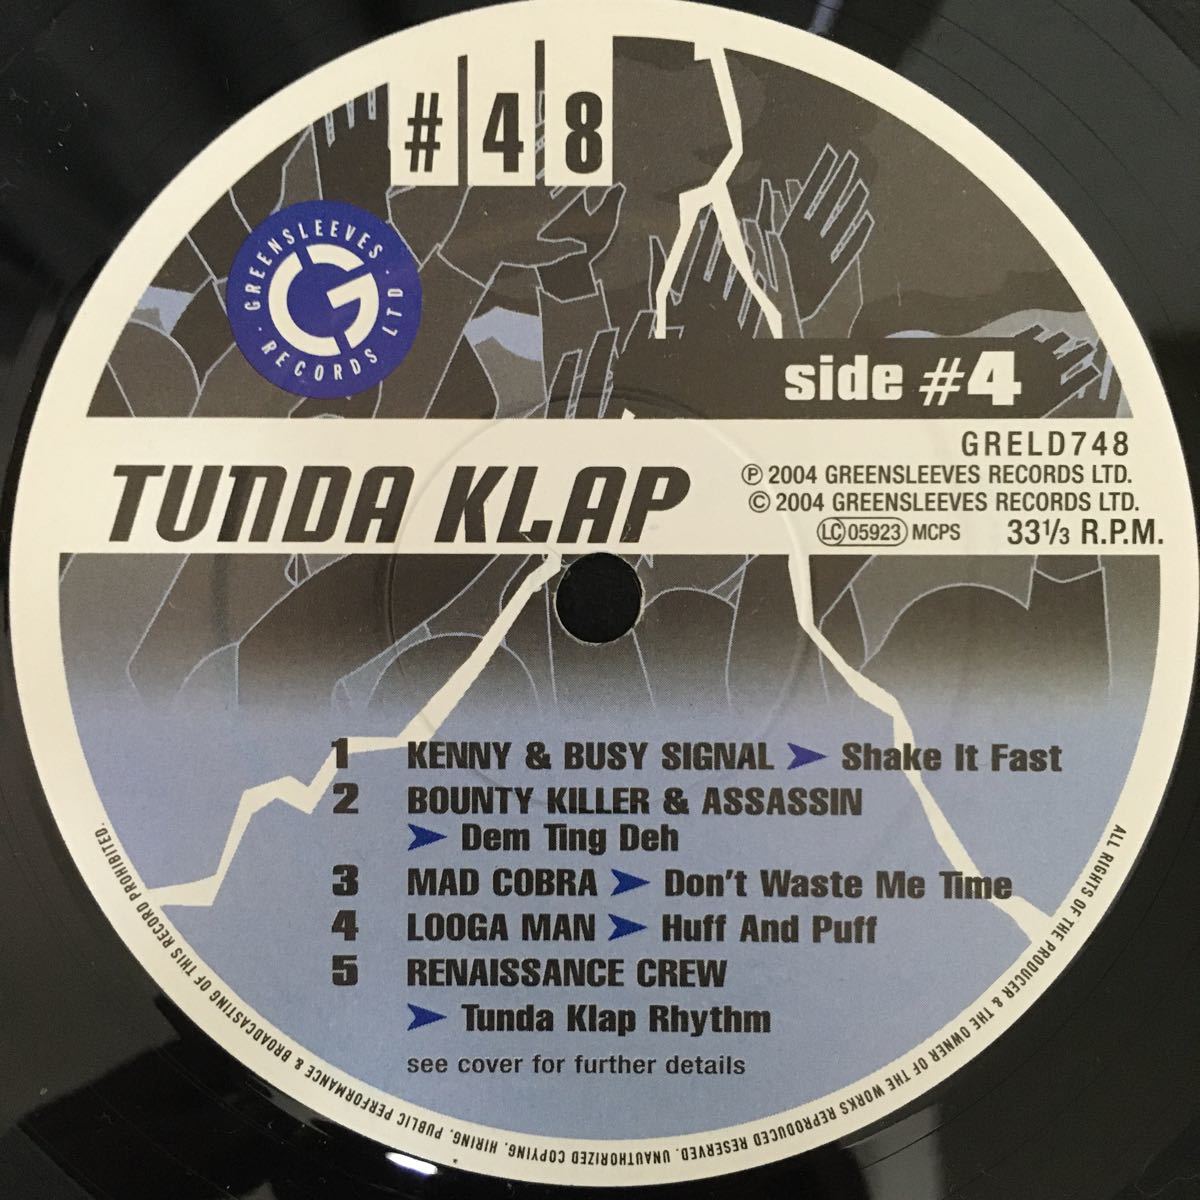 #48
GREENSLEEVES
RECORDS LTD
side #4
GRELD748
TUNDA KLAP
℗ 2004 GREENSLEEVES RECORDS LTD.
© 2004 GREENSLEEVES RECORDS LTD.
LC 05923 MCPS 33⅓ R.P.M.
1 KENNY & BUSY SIGNAL ➤ Shake It Fast
2 BOUNTY KILLER & ASSASSIN
➤ Dem Ting Deh
3 MAD COBRA ➤ Don't Waste Me Time
4 LOOGA MAN ➤ Huff And Puff
5 RENAISSANCE CREW
➤ Tunda Klap Rhythm
see cover for further details
ALL RIGHTS OF THE PRODUCER & THE OWNER OF THE WORKS REPRODUCED RESERVED. UNAUTHORIZED COPYING, HIRING, PUBLIC PERFORMANCE & BROADCASTING OF THIS RECORD PROHIBITED.